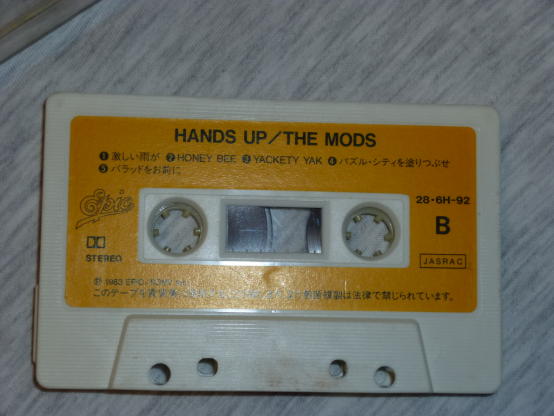 HANDS UP/THE MODS
❶激しい雨が ❷HONEY BEE ❸YACKETY YAK ❹パズル・シティを塗りつぶせ
❺バラッドをお前に
28・6H-92
Epic
B
STEREO
JASRAC
Ⓟ 1983 EPIC・SONY
このテープを 複製は法律で禁じられています。